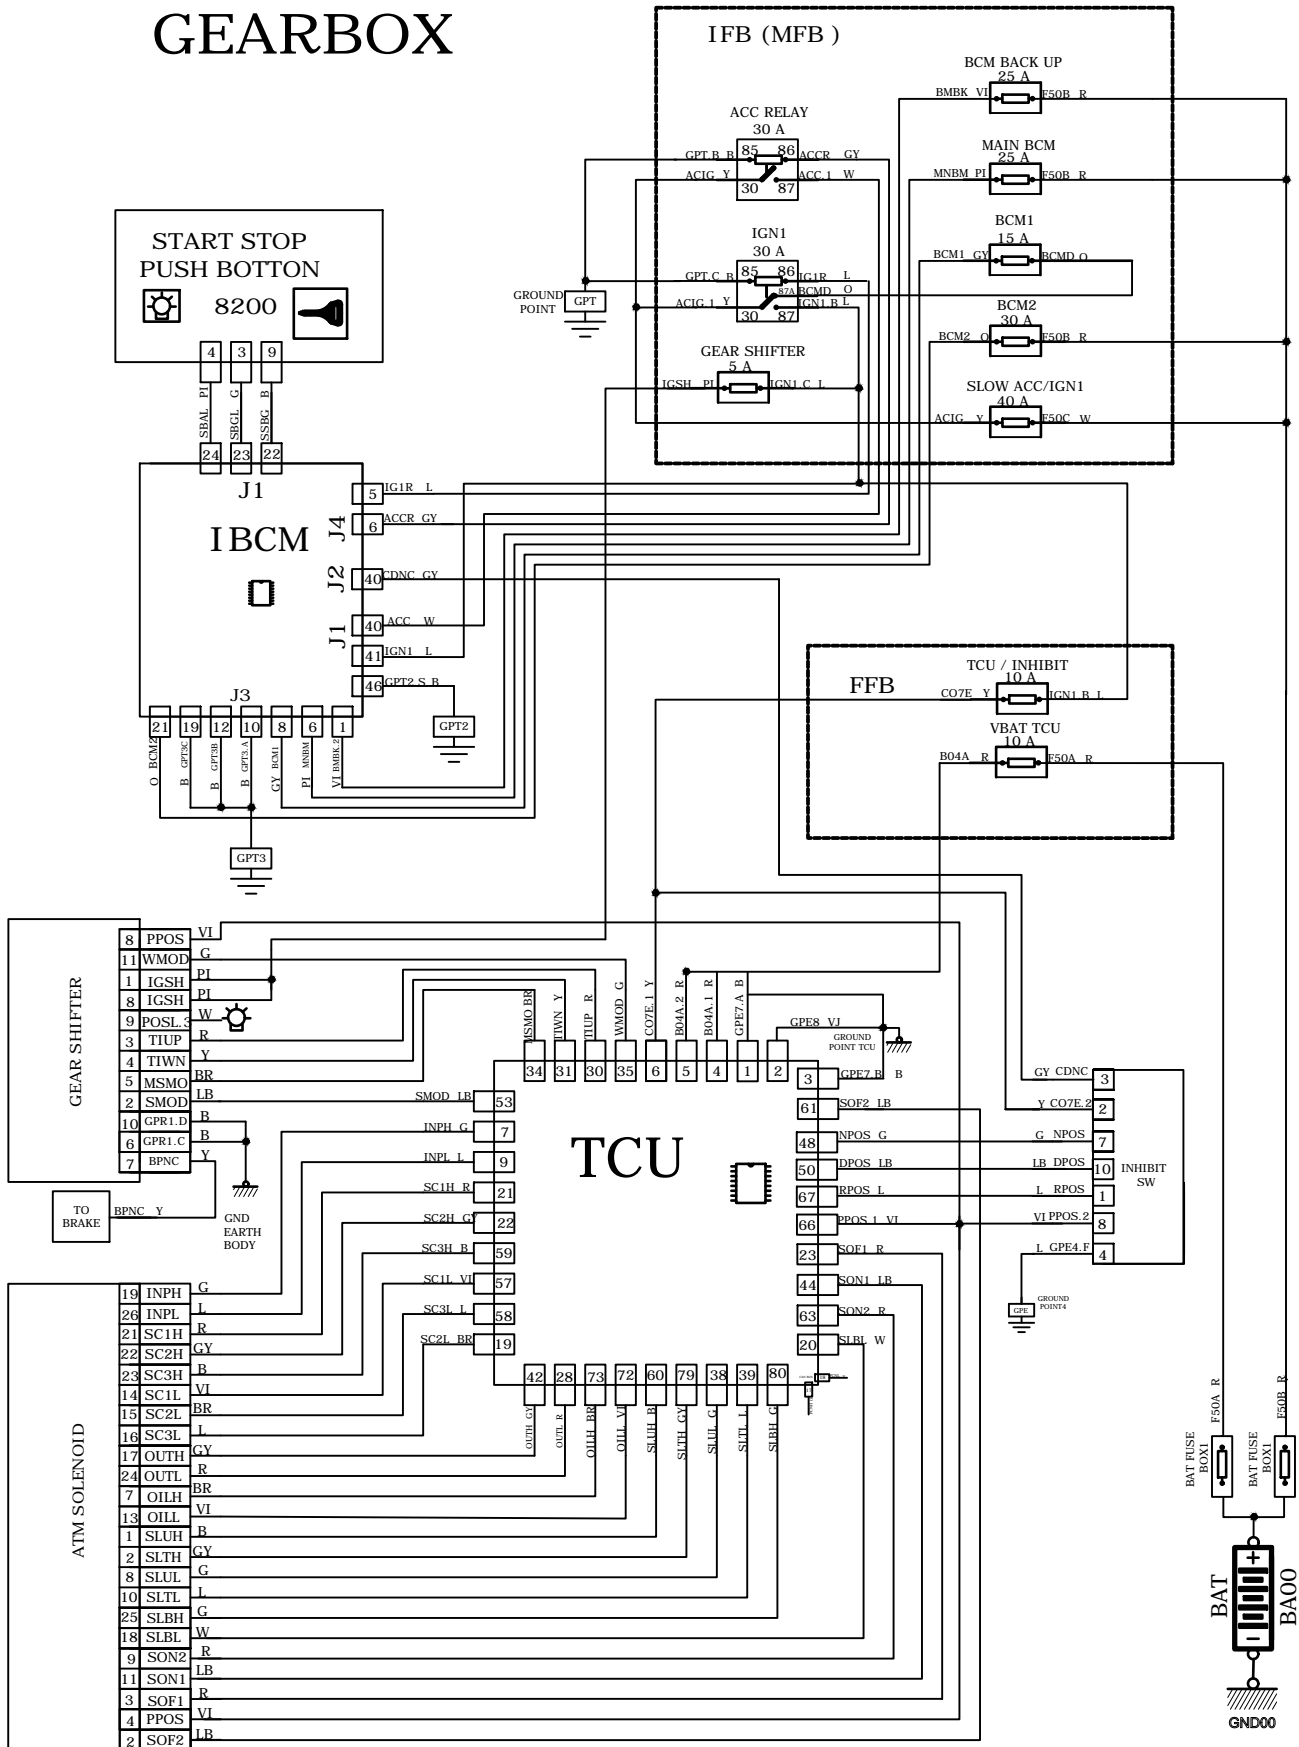 GEARBOX
IFB (MFB )
BCM BACK UP
25 A
BMBK VI
F50B R
ACC RELAY
30 A
85 86
GPT.B B
ACCR GY
ACIG Y
ACC.1 W
30 87
MAIN BCM
25 A
MNBM PI
F50B R
IGN1
30 A
85 86
GPT.C B
IG1R L
87A
BCMD O
ACIG.1 Y
IGN1.B L
30 87
BCM1
15 A
BCM1 GY
BCMD O
BCM2
30 A
BCM2 O
F50B R
GEAR SHIFTER
5 A
IGSH PI
IGN1.C L
SLOW ACC/IGN1
40 A
ACIG Y
F50C W
GROUND
POINT
GPT
START STOP
PUSH BOTTON
8200
4 3 9
SBAL PI
SBGL G
SSBG B
24 23 22
J1
IBCM
J4
J2
J1
J3
5 IG1R L
6 ACCR GY
40 CDNC GY
40 ACC W
41 IGN1 L
46 GPT2.S B
GPT2
21 19 12 10 8 6 1
O BCM2
B GPT3C
B GPT3B
B GPT3.A
GY BCM1
PI MNBM
VI BMBK.2
GPT3
FFB
TCU / INHIBIT
10 A
CO7E Y
IGN1.B L
VBAT TCU
10 A
B04A R
F50A R
GEAR SHIFTER
8 PPOS VI
11 WMOD G
1 IGSH PI
8 IGSH PI
9 POSL.3 W
3 TIUP R
4 TIWN Y
5 MSMO BR
2 SMOD LB
10 GPR1.D B
6 GPR1.C B
7 BPNC Y
TO
BRAKE
BPNC Y
GND
EARTH
BODY
MSMO BR
TIWN Y
TIUP R
WMOD G
CO7E.1 Y
B04A.2 R
B04A.1 R
GPE7.A B
GPE8 VJ
GROUND
POINT TCU
34 31 30 35 6 5 4 1 2
TCU
SMOD LB 53
INPH G 7
INPL L 9
SC1H R 21
SC2H GY 22
SC3H B 59
SC1L VI 57
SC3L L 58
SC2L BR 19
3 GPE7.B B
61 SOF2 LB
48 NPOS G
50 DPOS LB
67 RPOS L
66 PPOS.1 VI
23 SOF1 R
44 SON1 LB
63 SON2 R
20 SLBL W
42 28 73 72 60 79 38 39 80
OUTH GY
OUTL R
OILH BR
OILL VI
SLUH B
SLTH GY
SLUL G
SLTL L
SLBH G
GY CDNC 3
Y CO7E.2 2
G NPOS 7
LB DPOS 10
L RPOS 1
VI PPOS.2 8
L GPE4.F 4
INHIBIT
SW
GPE
GROUND
POINT4
ATM SOLENOID
19 INPH G
26 INPL L
21 SC1H R
22 SC2H GY
23 SC3H B
14 SC1L VI
15 SC2L BR
16 SC3L L
17 OUTH GY
24 OUTL R
7 OILH BR
13 OILL VI
1 SLUH B
2 SLTH GY
8 SLUL G
10 SLTL L
25 SLBH G
18 SLBL W
9 SON2 R
11 SON1 LB
3 SOF1 R
4 PPOS VI
2 SOF2 LB
F50A R
F50B R
BAT FUSE
BOX1
BAT FUSE
BOX1
BAT
BA00
GND00